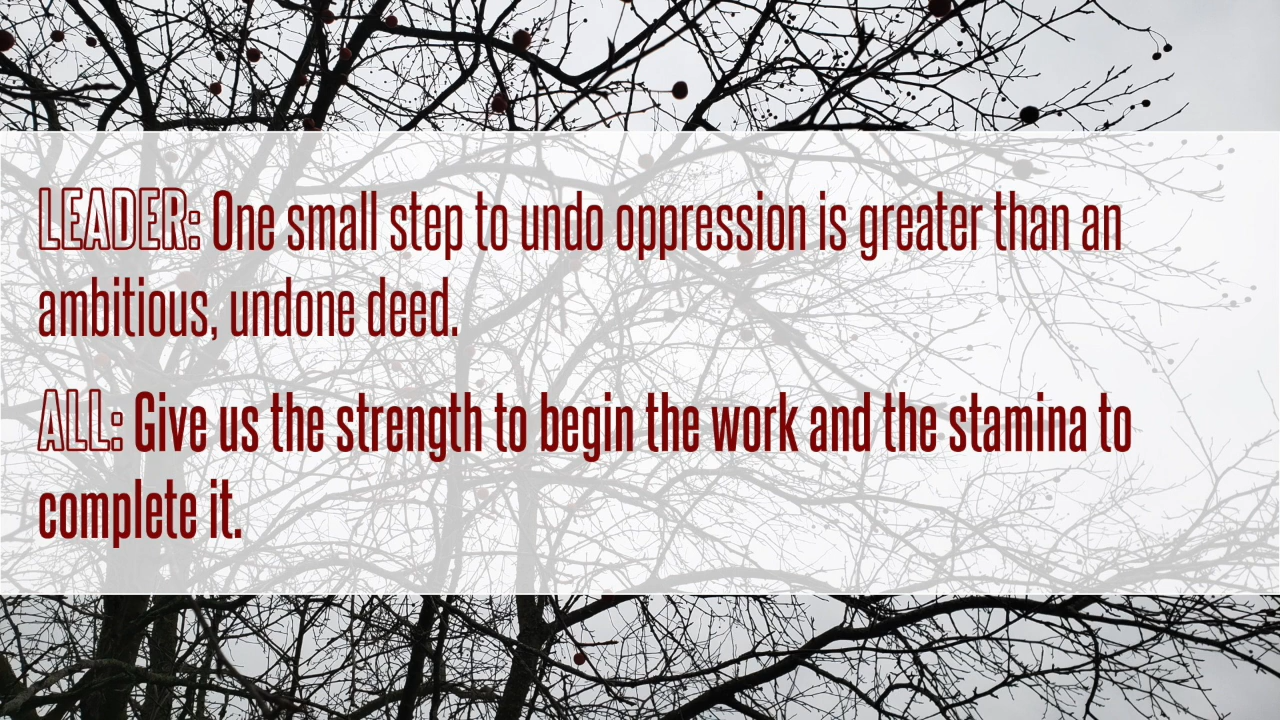 LEADER: One small step to undo oppression is greater than an
ambitious, undone deed.
ALL: Give us the strength to begin the work and the stamina to
complete it.